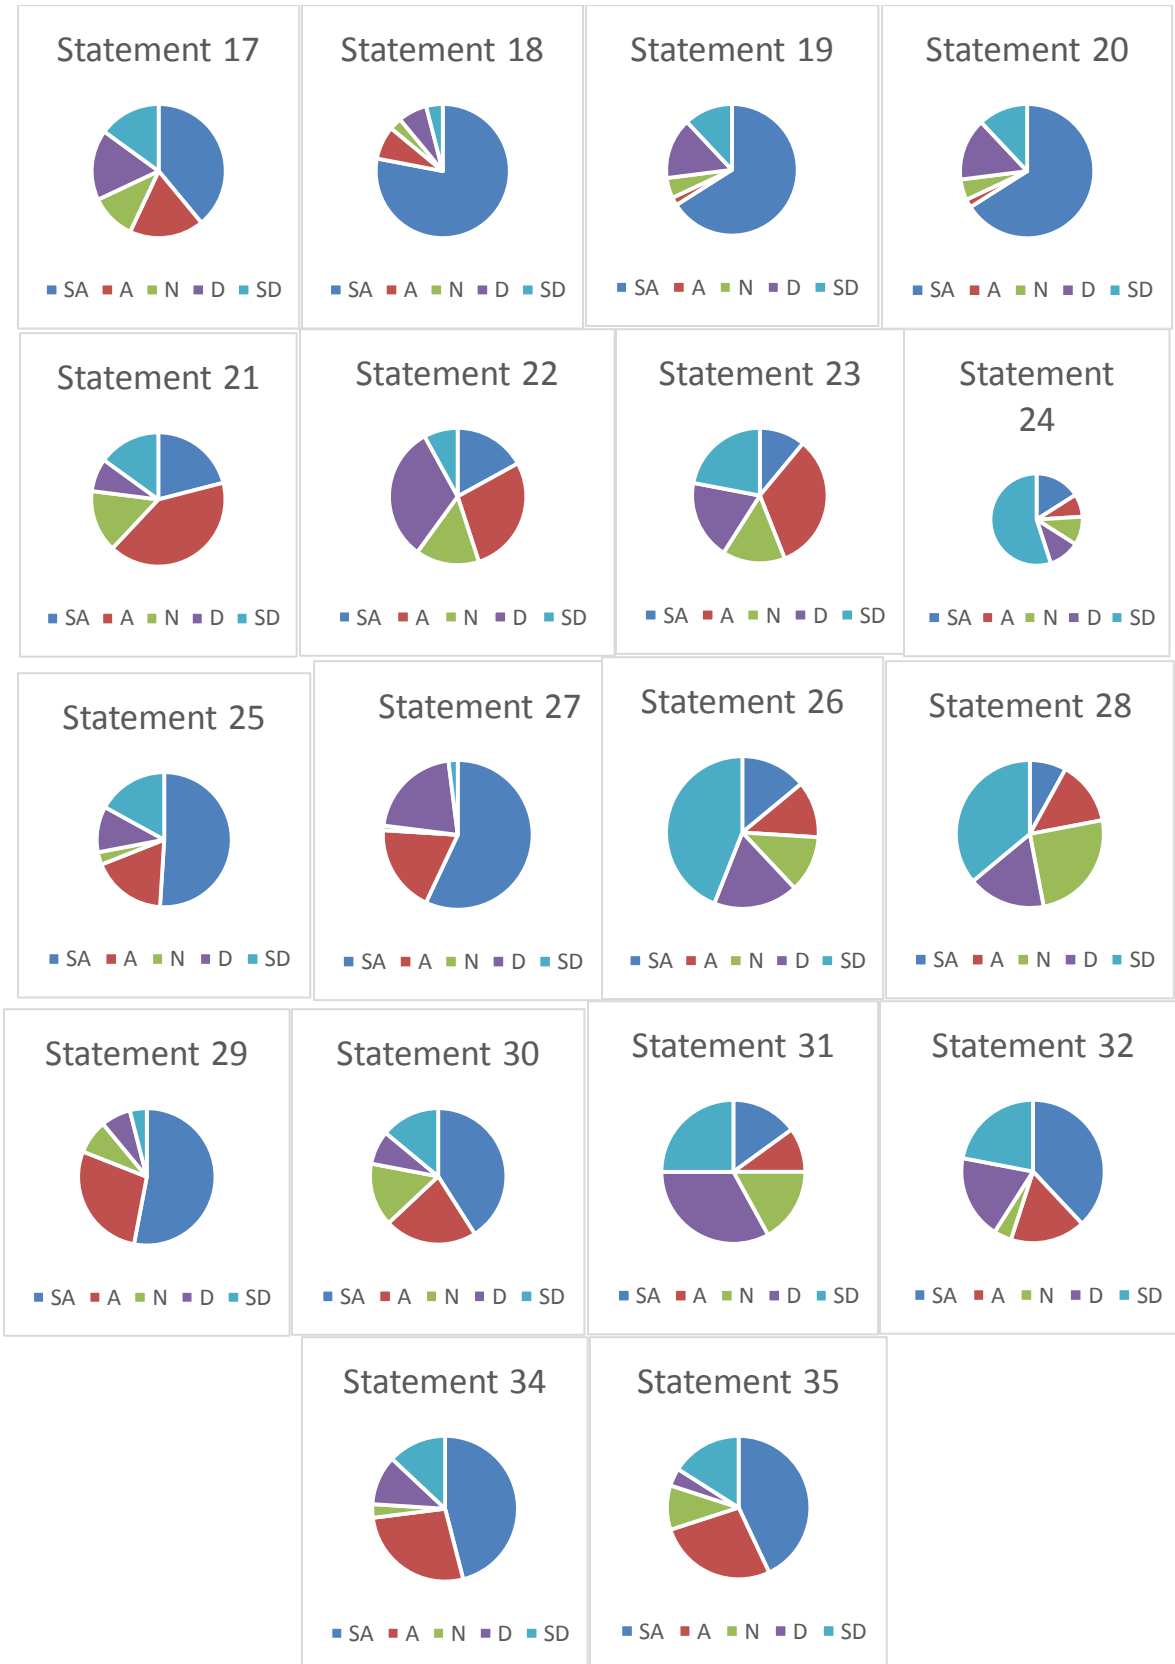 Statement 17
SA A N D SD
Statement 18
SA A N D SD
Statement 19
SA A N D SD
Statement 20
SA A N D SD
Statement 21
SA A N D SD
Statement 22
SA A N D SD
Statement 23
SA A N D SD
Statement
24
SA A N D SD
Statement 25
SA A N D SD
Statement 27
SA A N D SD
Statement 26
SA A N D SD
Statement 28
SA A N D SD
Statement 29
SA A N D SD
Statement 30
SA A N D SD
Statement 31
SA A N D SD
Statement 32
SA A N D SD
Statement 34
SA A N D SD
Statement 35
SA A N D SD